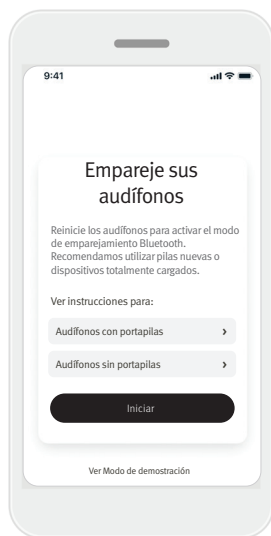 9:41
Empareje sus
audífonos
Reinicie los audífonos para activar el modo
de emparejamiento Bluetooth.
Recomendamos utilizar pilas nuevas o
dispositivos totalmente cargados.
Ver instrucciones para:
Audífonos con portapilas
Audífonos sin portapilas
Iniciar
Ver Modo de demostración